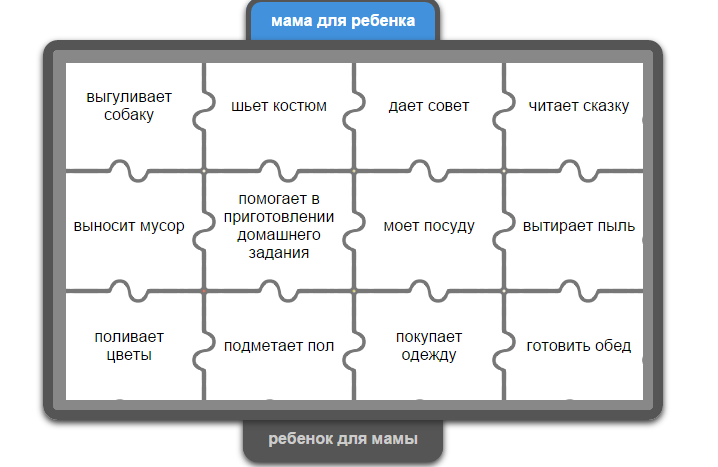 мама для ребенка
выгуливает
собаку
шьет костюм
дает совет
читает сказку
выносит мусор
помогает в
приготовлении
домашнего
задания
моет посуду
вытирает пыль
поливает
цветы
подметает пол
покупает
одежду
готовить обед
ребенок для мамы